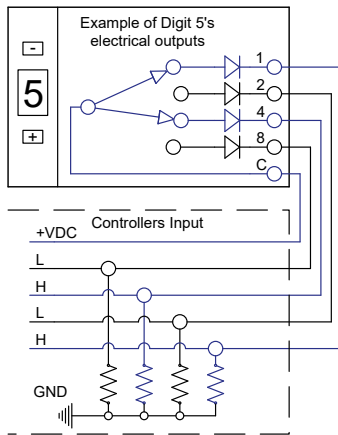 Example of Digit 5's
electrical outputs
-
5
+
1
2
4
8
C
Controllers Input
+VDC
L
H
L
H
GND